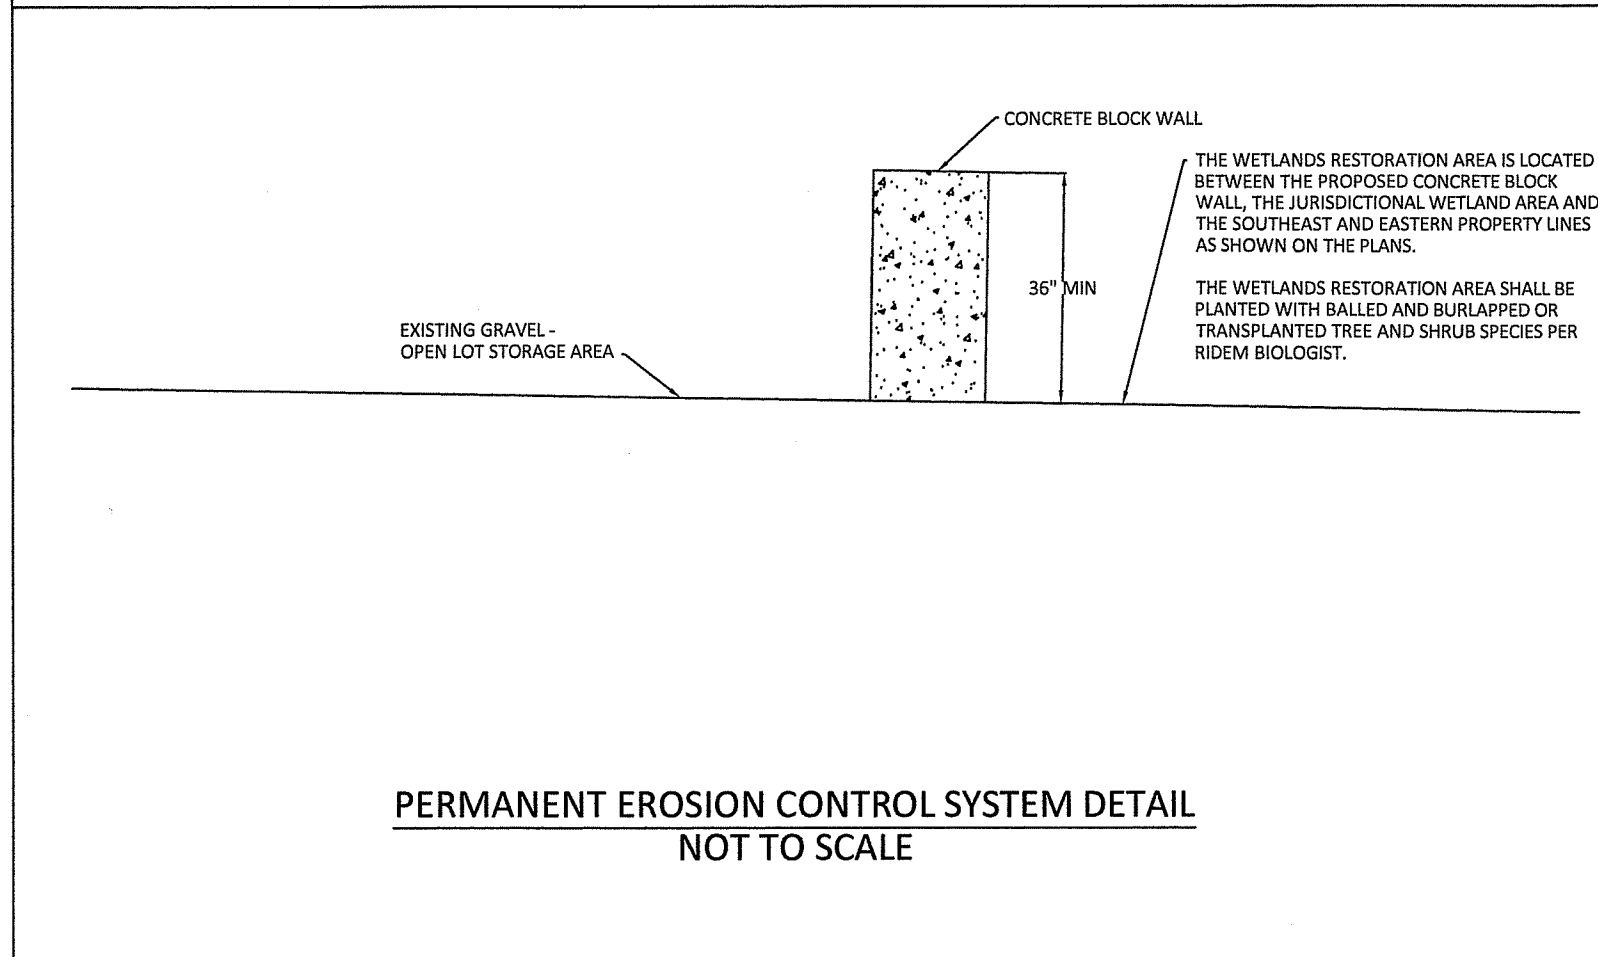 CONCRETE BLOCK WALL
THE WETLANDS RESTORATION AREA IS LOCATED
BETWEEN THE PROPOSED CONCRETE BLOCK
WALL, THE JURISDICTIONAL WETLAND AREA AND
THE SOUTHEAST AND EASTERN PROPERTY LINES
AS SHOWN ON THE PLANS.
THE WETLANDS RESTORATION AREA SHALL BE
PLANTED WITH BALLED AND BURLAPPED OR
TRANSPLANTED TREE AND SHRUB SPECIES PER
RIDEM BIOLOGIST.
36" MIN
EXISTING GRAVEL -
OPEN LOT STORAGE AREA
PERMANENT EROSION CONTROL SYSTEM DETAIL
NOT TO SCALE